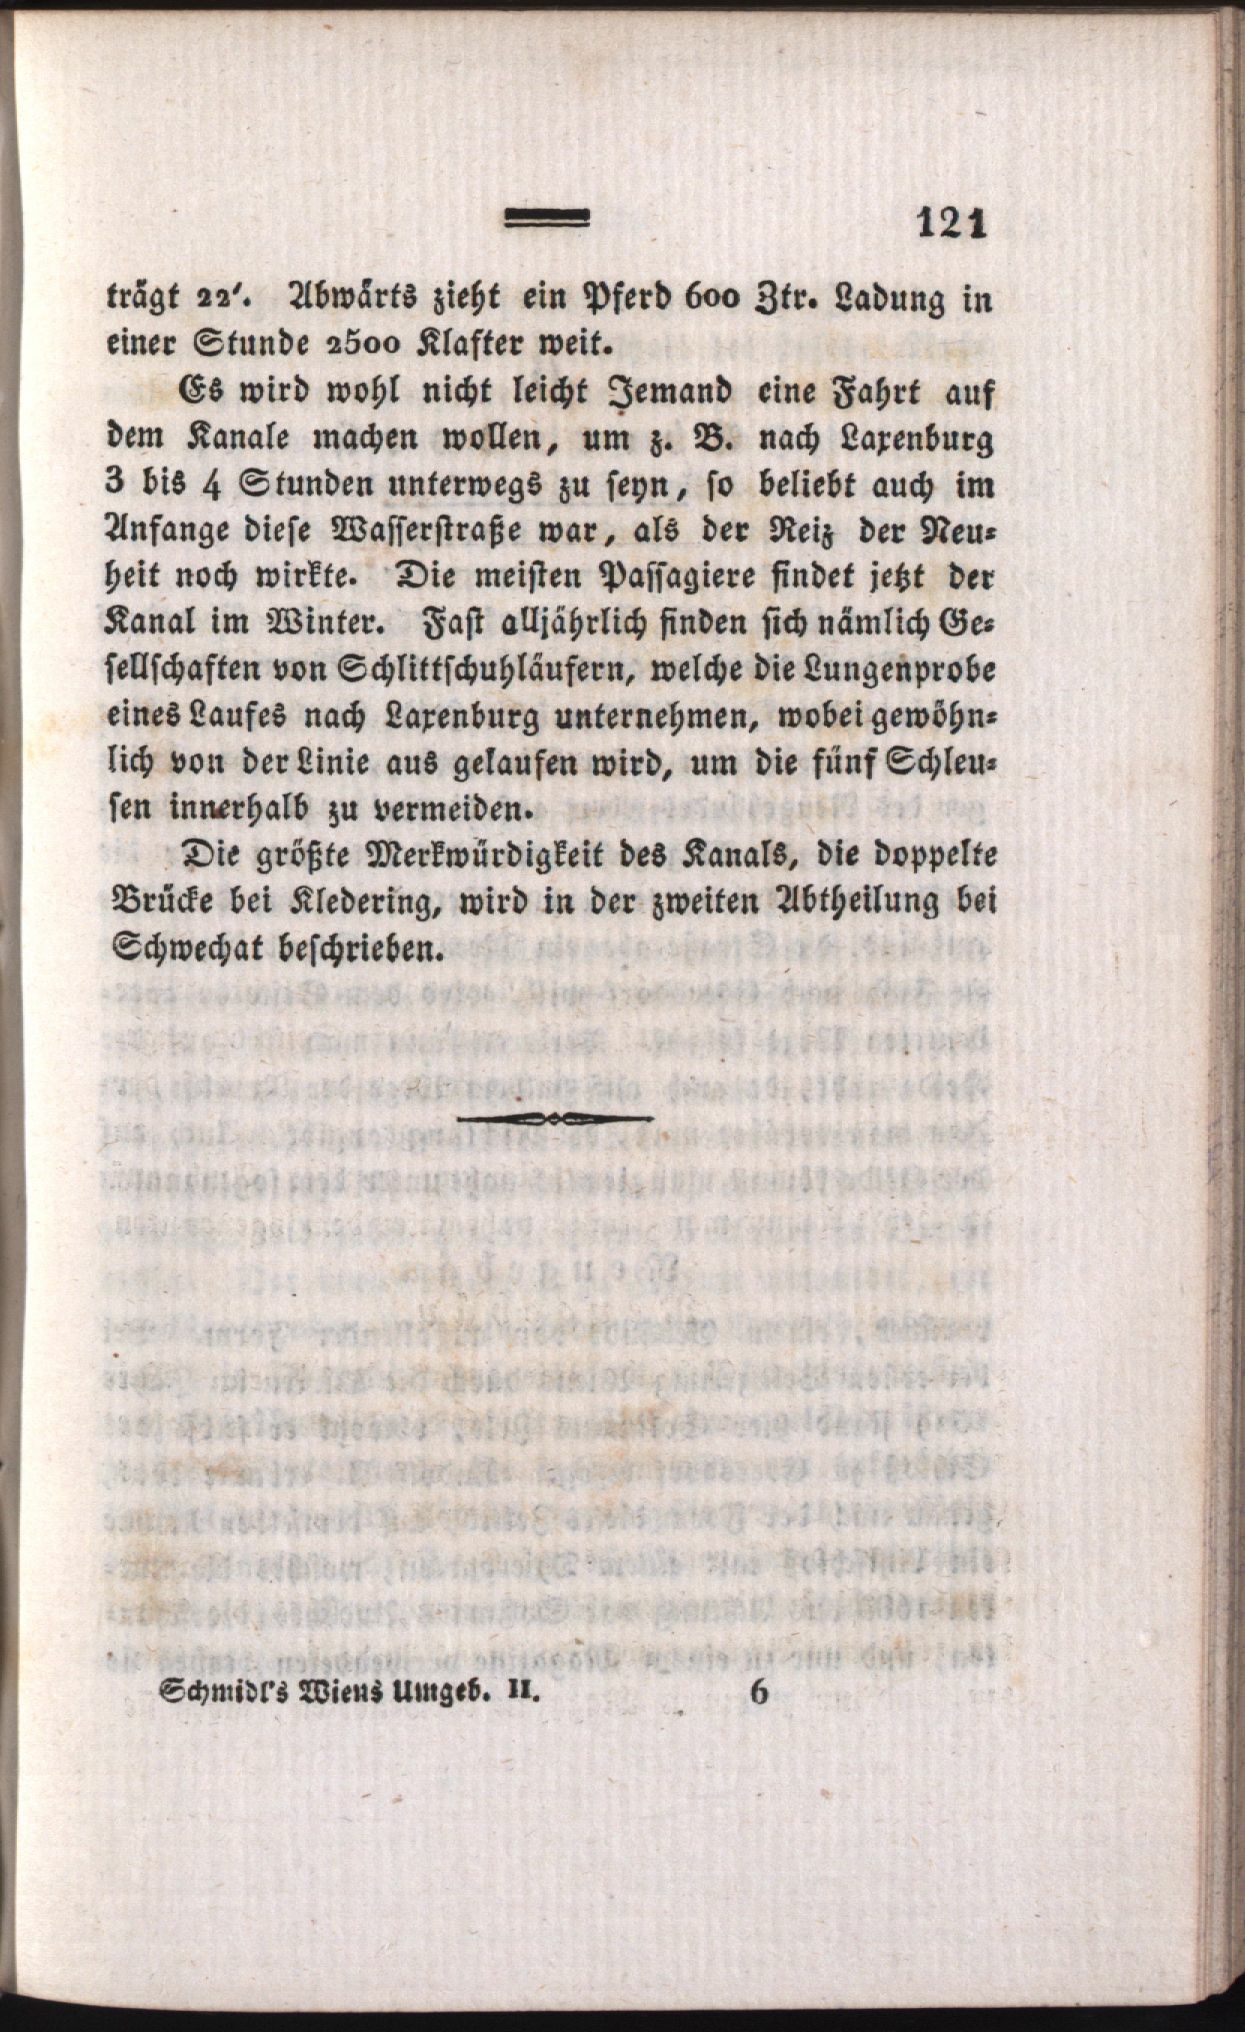 121
trägt 22′. Abwärts zieht ein Pferd 600 Ztr. Ladung in
einer Stunde 2500 Klafter weit.
Es wird wohl nicht leicht Jemand eine Fahrt auf
dem Kanale machen wollen, um z. B. nach Laxenburg
3 bis 4 Stunden unterwegs zu seyn, so beliebt auch im
Anfange diese Wasserstraße war, als der Reiz der Neu-
heit noch wirkte. Die meisten Passagiere findet jetzt der
Kanal im Winter. Fast alljährlich finden sich nämlich Ge-
sellschaften von Schlittschuhläufern, welche die Lungenprobe
eines Laufes nach Laxenburg unternehmen, wobei gewöhn-
lich von der Linie aus gelaufen wird, um die fünf Schleu-
sen innerhalb zu vermeiden.
Die größte Merkwürdigkeit des Kanals, die doppelte
Brücke bei Kledering, wird in der zweiten Abtheilung bei
Schwechat beschrieben.
Schmidl's Wiens Umgeb. II. 6